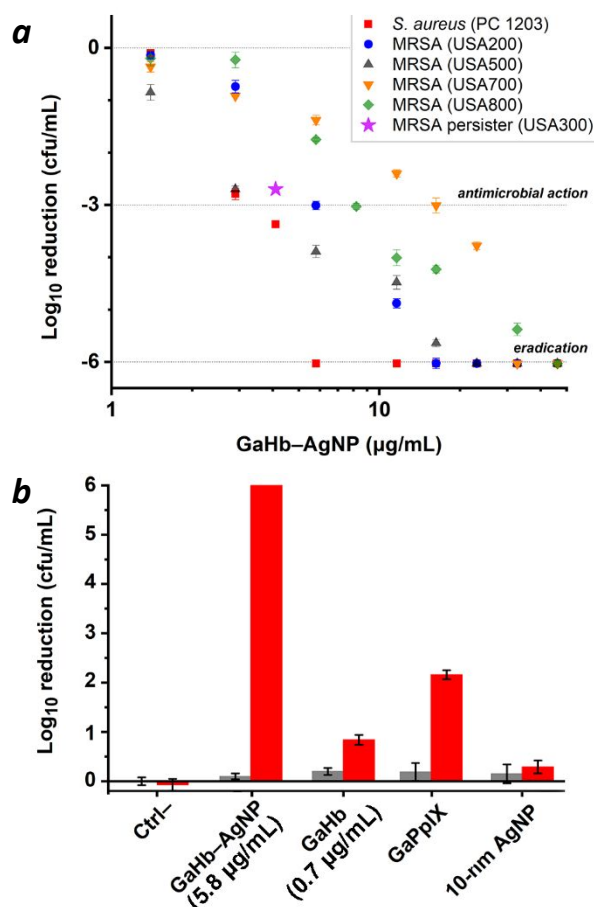 a
S. aureus (PC 1203)
MRSA (USA200)
MRSA (USA500)
MRSA (USA700)
MRSA (USA800)
MRSA persister (USA300)
0
-3
-6
antimicrobial action
eradication
Log10 reduction (cfu/mL)
1
10
GaHb–AgNP (µg/mL)
b
6
5
4
3
2
1
0
Log10 reduction (cfu/mL)
Ctrl–
GaHb–AgNP
(5.8 µg/mL)
GaHb
(0.7 µg/mL)
GaPpIX
10-nm AgNP